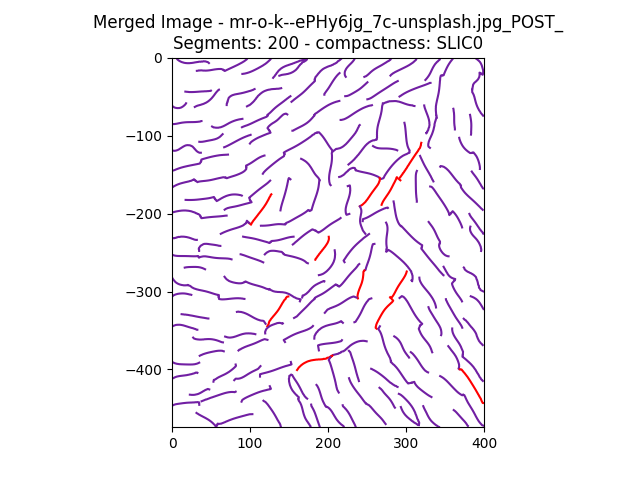 Merged Image - mr-o-k--ePHy6jg_7c-unsplash.jpg_POST_
Segments: 200 - compactness: SLIC0
0
−100
−200
−300
−400
0 100 200 300 400